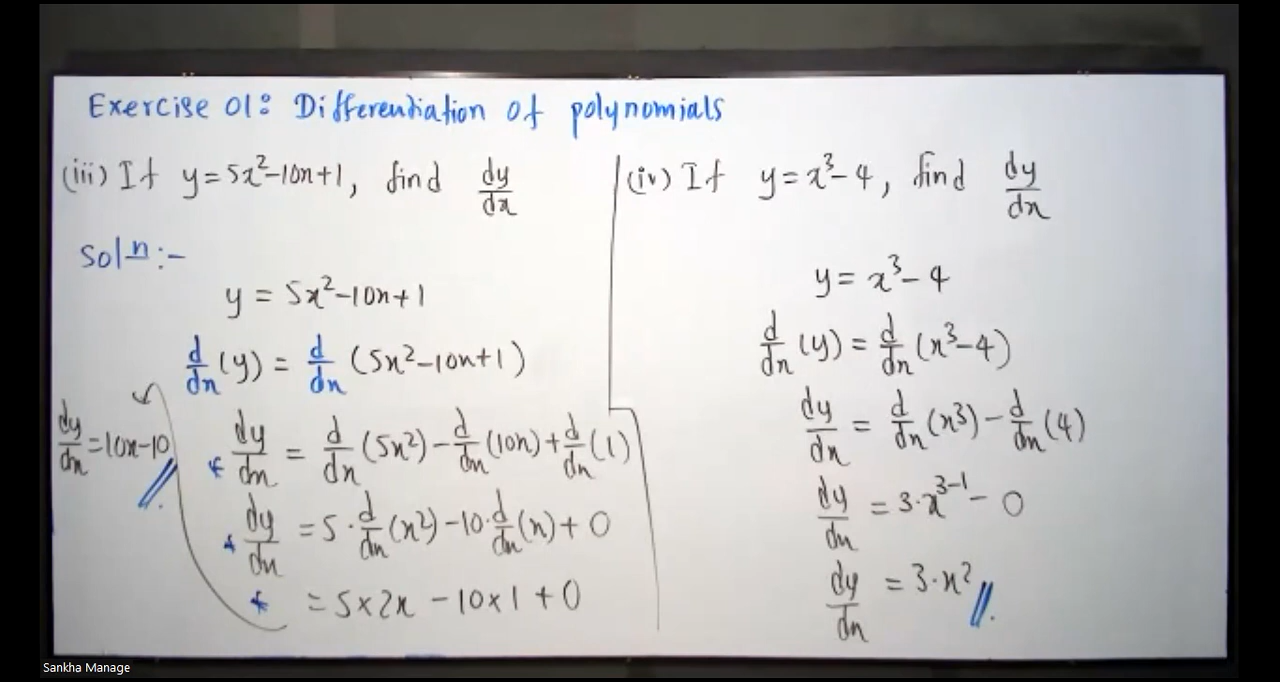 Exercise 01: Differentiation of polynomials
(iii) If y = 5x²-10x+1, find dy/dx
Soln:-
y = 5x²-10x+1
d/dx (y) = d/dx (5x²-10x+1)
dy/dx = d/dx (5x²) - d/dx (10x) + d/dx (1)
dy/dx = 5 · d/dx (x²) - 10 · d/dx (x) + 0
= 5×2x - 10×1 + 0
dy/dx = 10x-10
(iv) If y = x³-4, find dy/dx
y = x³-4
d/dx (y) = d/dx (x³-4)
dy/dx = d/dx (x³) - d/dx (4)
dy/dx = 3·x³⁻¹ - 0
dy/dx = 3·x²
Sankha Manage